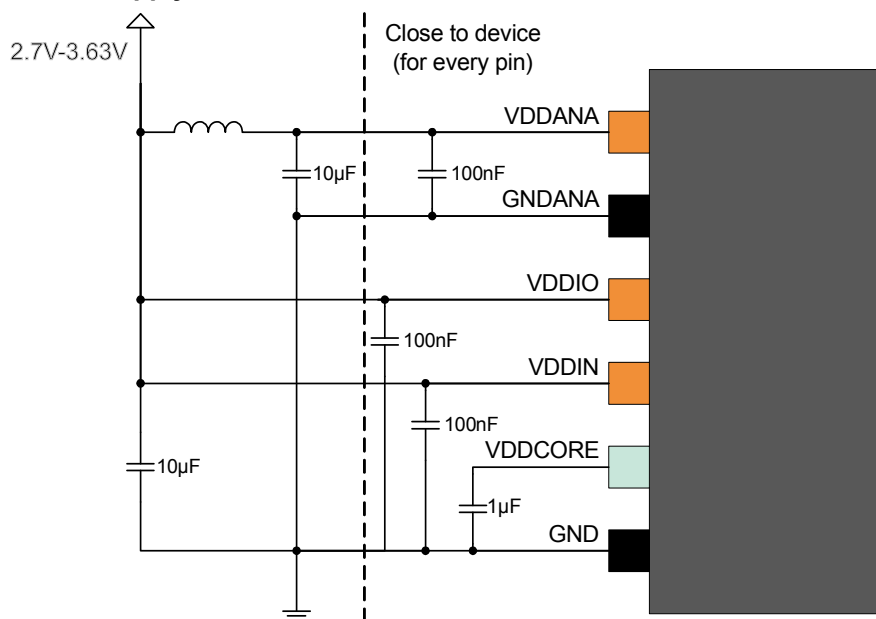 2.7V-3.63V
Close to device
(for every pin)
VDDANA
10µF
100nF
GNDANA
VDDIO
100nF
VDDIN
100nF
VDDCORE
10µF
1µF
GND